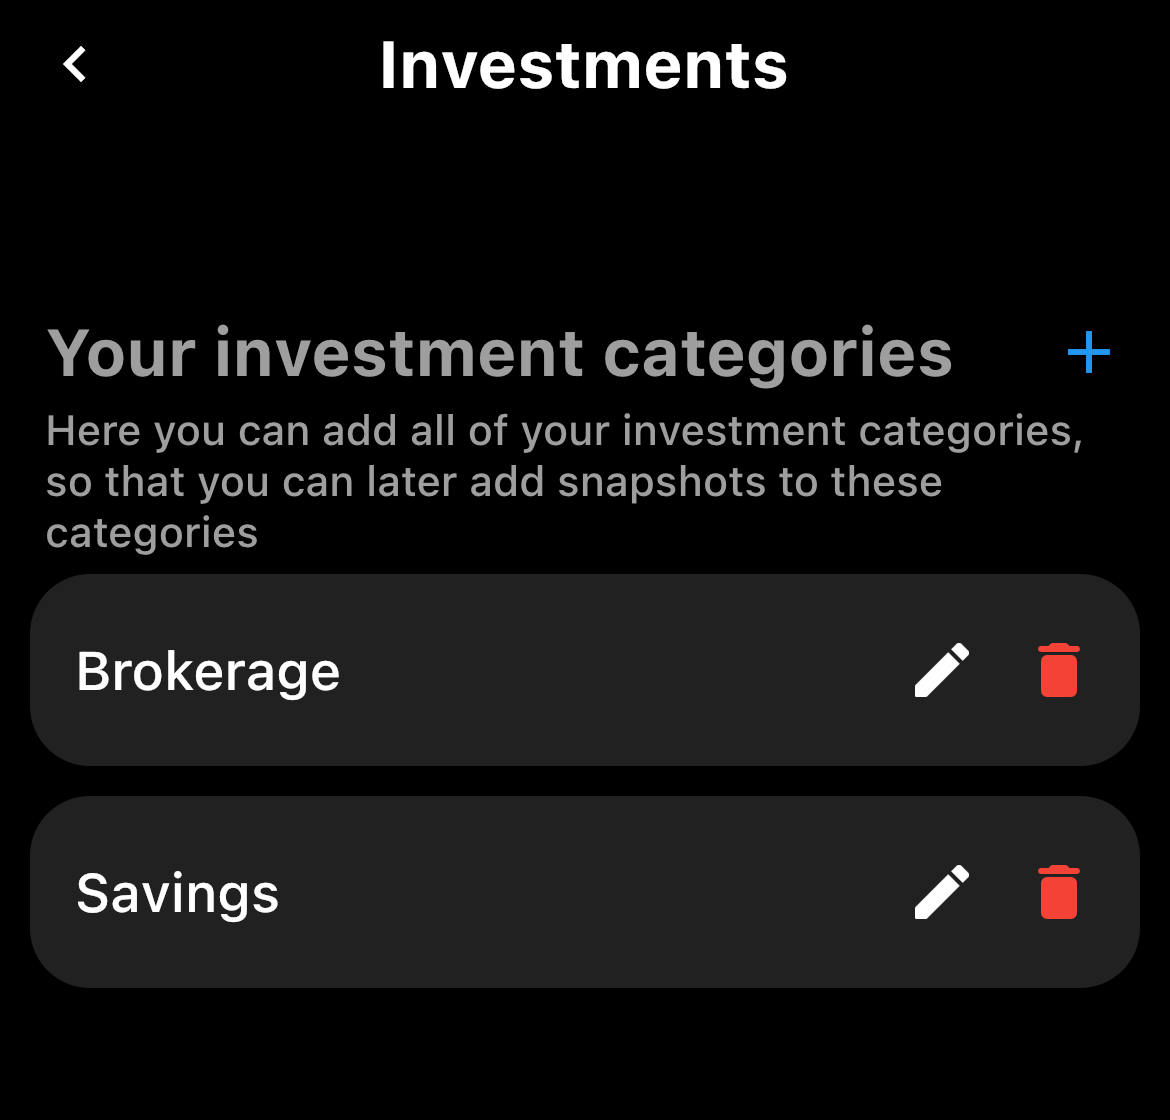 Investments
Your investment categories
Here you can add all of your investment categories,
so that you can later add snapshots to these
categories
Brokerage
Savings